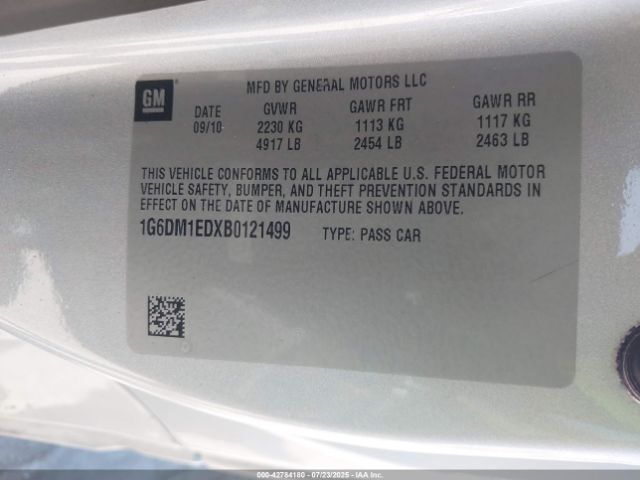 GM
MFD BY GENERAL MOTORS LLC
DATE GVWR GAWR FRT GAWR RR
09/10 2230 KG 1113 KG 1117 KG
4917 LB 2454 LB 2463 LB
THIS VEHICLE CONFORMS TO ALL APPLICABLE U.S. FEDERAL MOTOR
VEHICLE SAFETY, BUMPER, AND THEFT PREVENTION STANDARDS IN
EFFECT ON THE DATE OF MANUFACTURE SHOWN ABOVE.
1G6DM1EDXB0121499 TYPE: PASS CAR
000-42784180 - 07/23/2025 - IAAI, Inc.